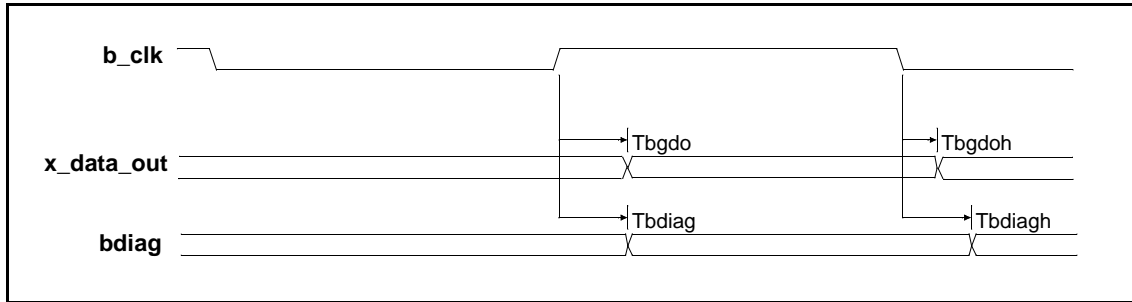 b_clk
Tbgdo
Tbgdoh
x_data_out
Tbdiag
Tbdiagh
bdiag